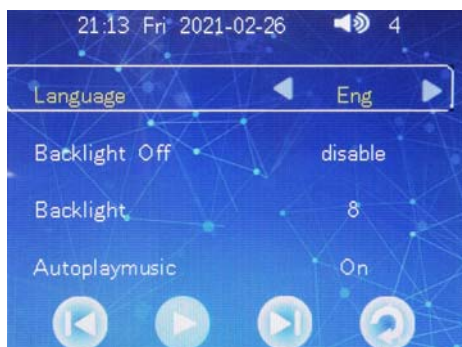 21:13 Fri 2021-02-26 4
Language Eng
Backlight Off disable
Backlight 8
Autoplaymusic On